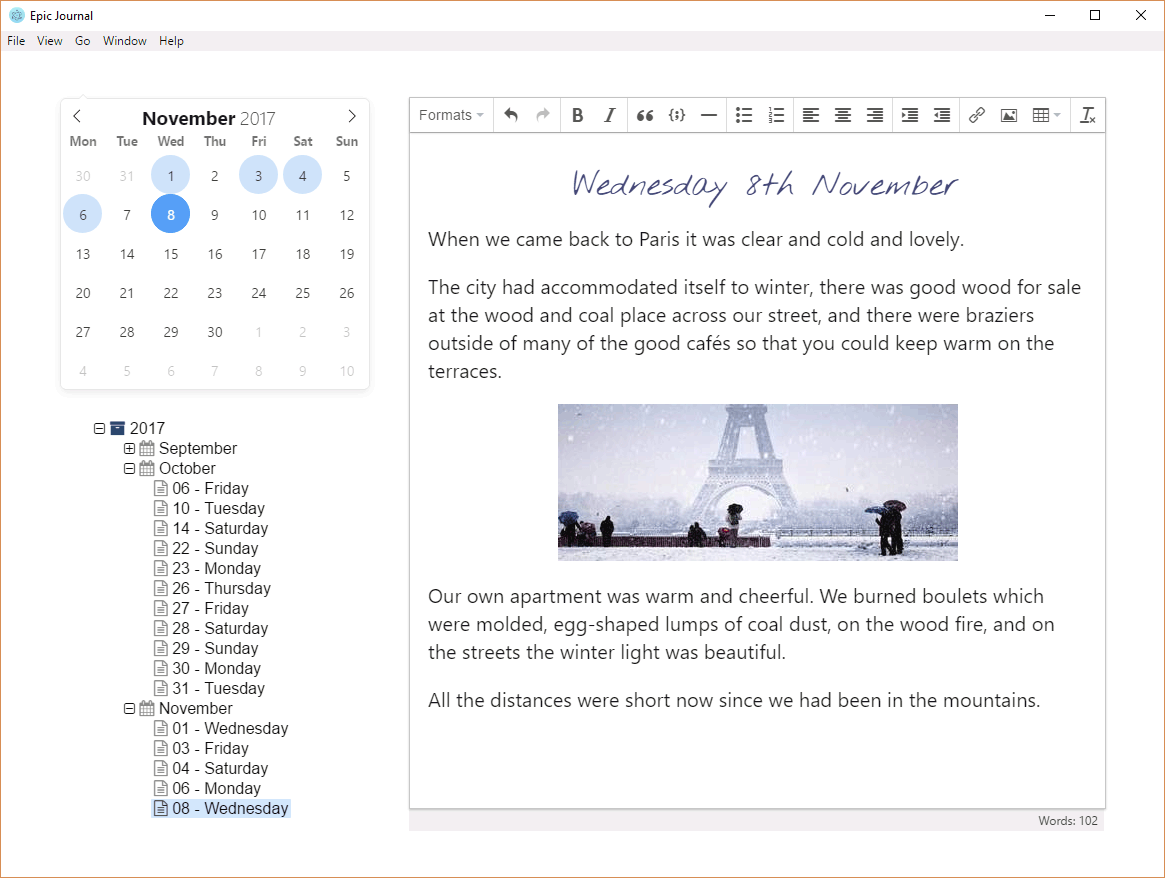 Epic Journal
File View Go Window Help
November 2017
Mon Tue Wed Thu Fri Sat Sun
30 31 1 2 3 4 5
6 7 8 9 10 11 12
13 14 15 16 17 18 19
20 21 22 23 24 25 26
27 28 29 30 1 2 3
4 5 6 7 8 9 10
2017
September
October
06 - Friday
10 - Tuesday
14 - Saturday
22 - Sunday
23 - Monday
26 - Thursday
27 - Friday
28 - Saturday
29 - Sunday
30 - Monday
31 - Tuesday
November
01 - Wednesday
03 - Friday
04 - Saturday
06 - Monday
08 - Wednesday
Formats
Wednesday 8th November
When we came back to Paris it was clear and cold and lovely.
The city had accommodated itself to winter, there was good wood for sale
at the wood and coal place across our street, and there were braziers
outside of many of the good cafés so that you could keep warm on the
terraces.
Our own apartment was warm and cheerful. We burned boulets which
were molded, egg-shaped lumps of coal dust, on the wood fire, and on
the streets the winter light was beautiful.
All the distances were short now since we had been in the mountains.
Words: 102